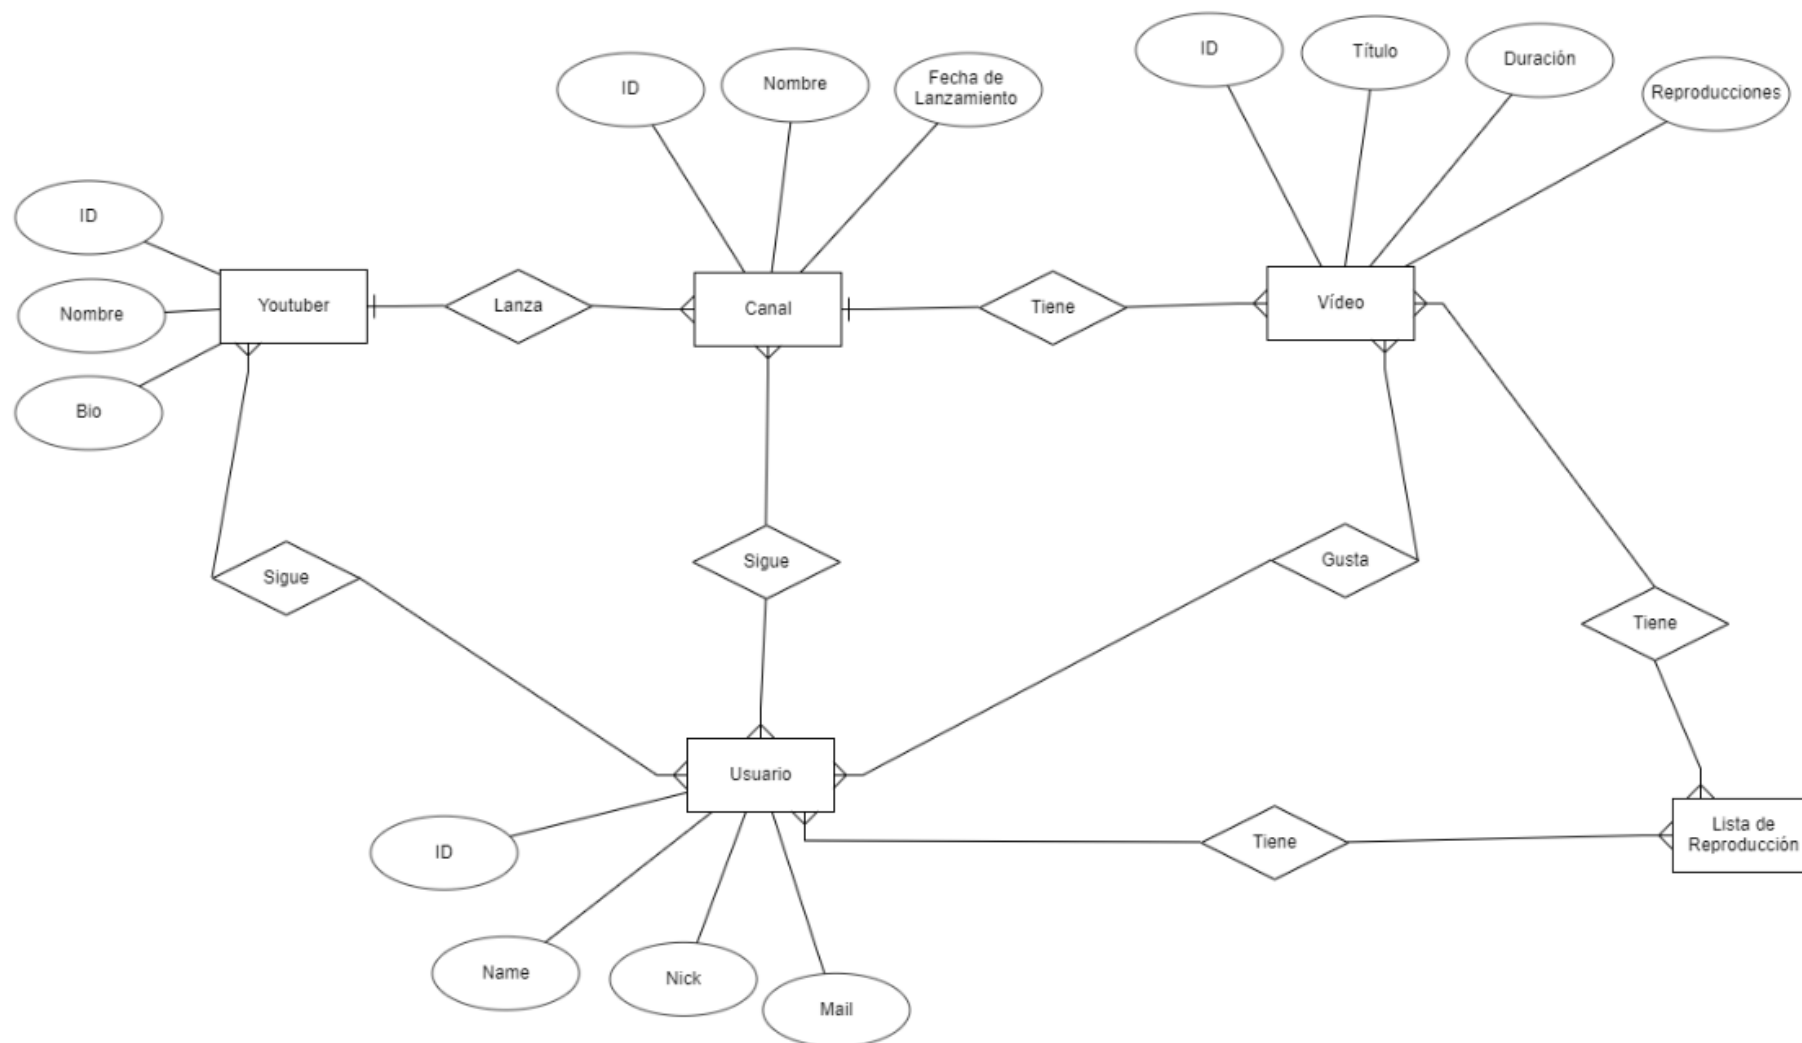 ID
Título
Duración
Reproducciones
ID
Nombre
Fecha de
Lanzamiento
ID
Nombre
Bio
Youtuber
Lanza
Canal
Tiene
Vídeo
Sigue
Sigue
Gusta
Tiene
Usuario
Tiene
Lista de
Reproducción
ID
Name
Nick
Mail